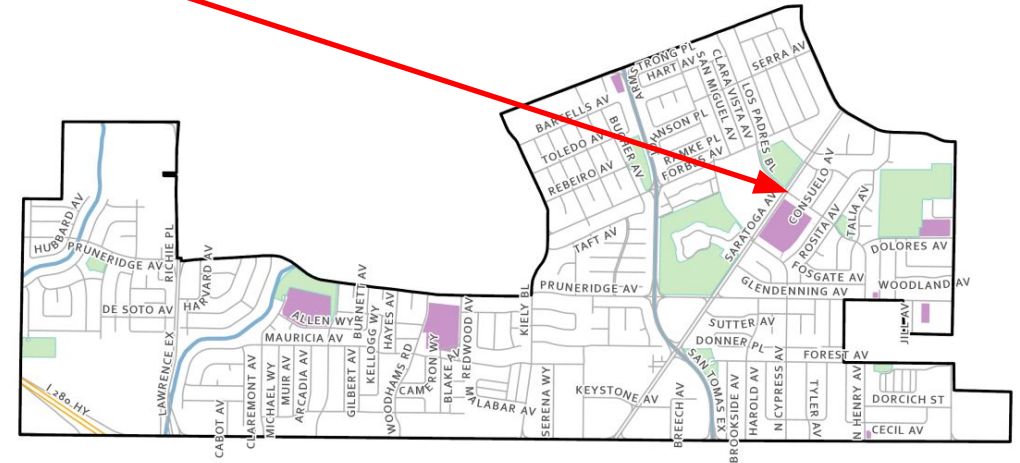 ARMSTRONG PL
HART AV
SAN MIGUEL AV
CLARA VISTA AV
SERRA AV
LOS PADRES BL
BARTELLS AV
BUCHER AV
JOHNSON PL
TOLEDO AV
RAMKE PL
FORBES AV
REBEIRO AV
CONSUELO AV
SARATOGA AV
TALIA AV
ROSITA AV
TAFT AV
DOLORES AV
HUBBARD AV
PRUNERIDGE AV
RICHIE PL
HARVARD AV
FOSGATE AV
WOODLAND AV
PRUNERIDGE AV
GLENDENNING AV
KIELY BL
DE SOTO AV
ALLEN WY
BURNETT AV
HAYES AV
REDWOOD AV
JILL AV
SUTTER AV
DONNER PL
FOREST AV
MAURICIA AV
KELLOGG WY
LAWRENCE EX
SAN TOMAS EX
CLAREMONT AV
MICHAEL WY
MUIR AV
ARCADIA AV
GILBERT AV
WOODHAMS RD
CAMERON WY
BLAKE AV
MALABAR AV
SERENA WY
KEYSTONE AV
BREECH AV
BROOKSIDE AV
HAROLD AV
N CYPRESS AV
TYLER AV
N HENRY AV
DORCICH ST
CECIL AV
I 280 HY
CABOT AV